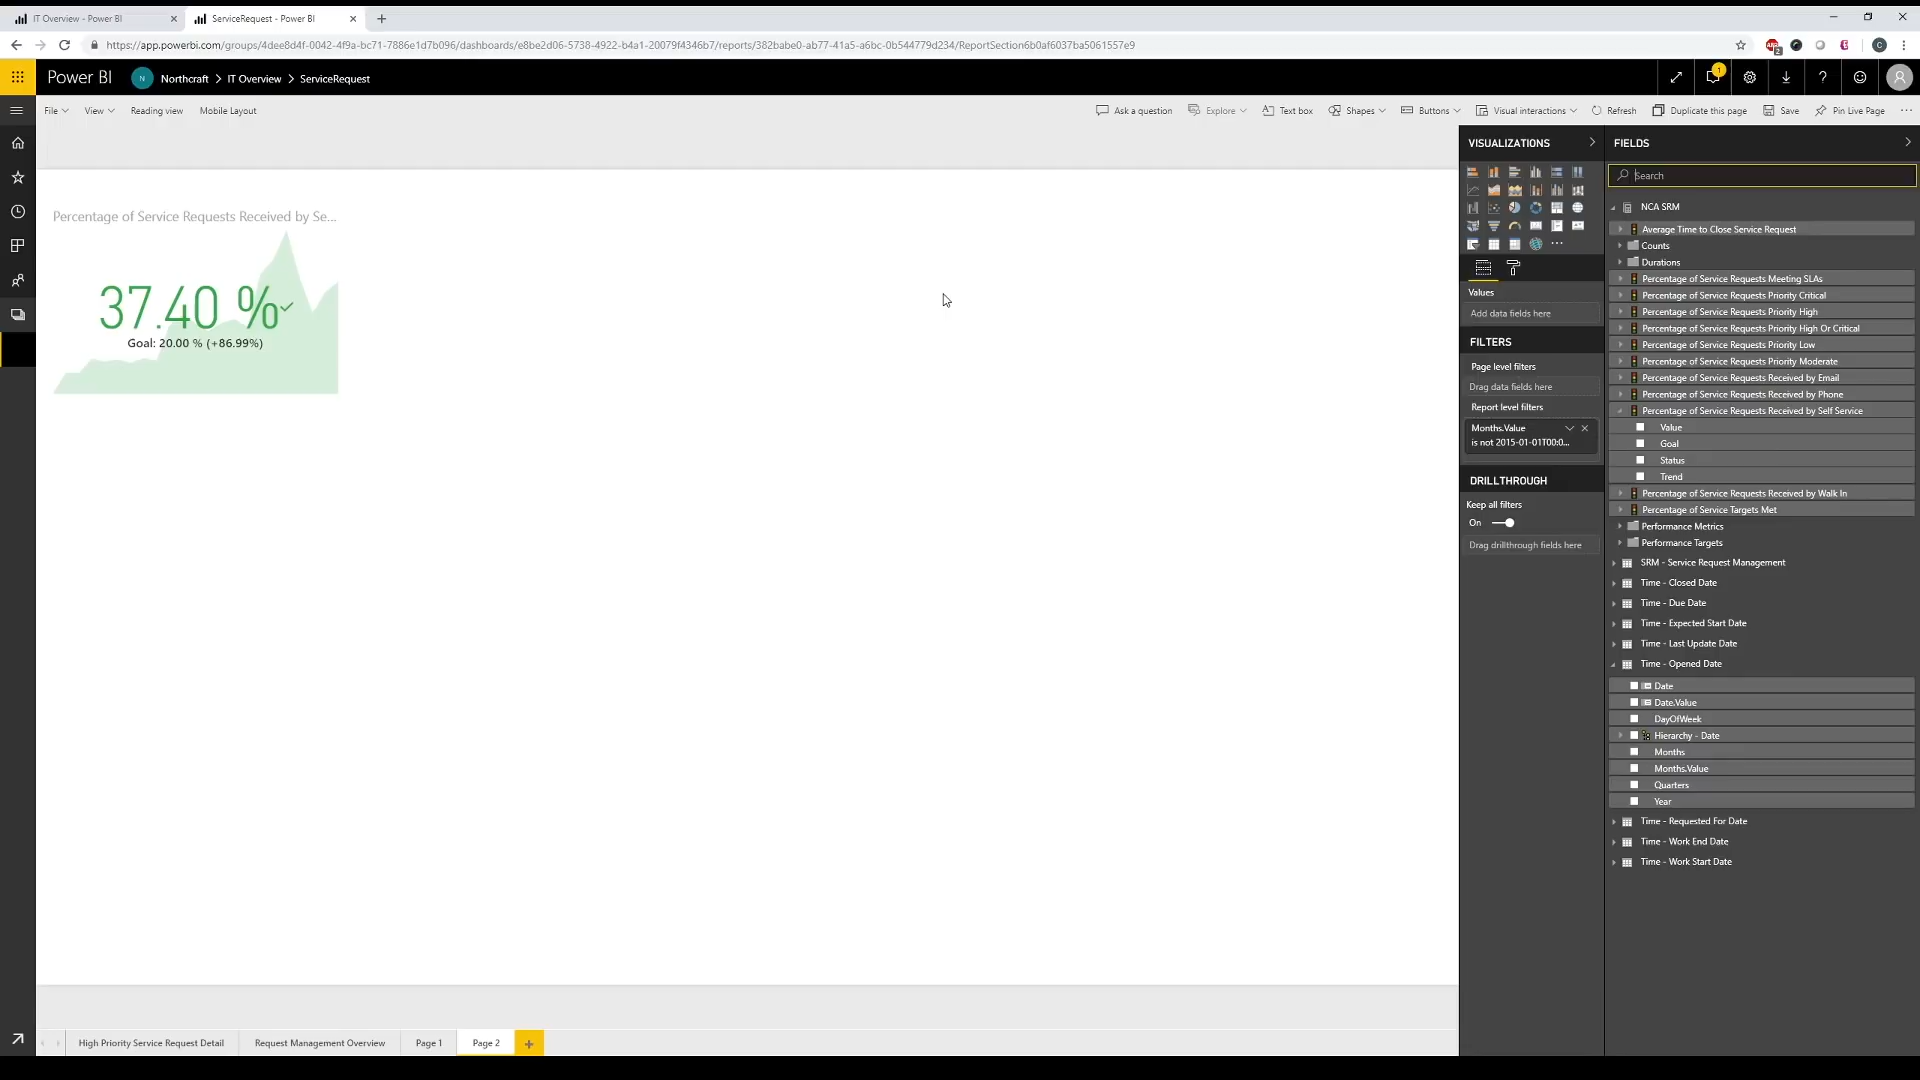 IT Overview - Power BI
ServiceRequest - Power BI
https://app.powerbi.com/groups/4dee8d4f-0042-4f9a-bc71-7886e1d7b096/dashboards/e8be2d06-5738-4922-b4a1-20079f4346b7/reports/382babe0-ab77-41a5-a6bc-0b544779d234/ReportSection6b0af6037ba5061557e9
Power BI
N
Northcraft > IT Overview > ServiceRequest
1
File
View
Reading view
Mobile Layout
Ask a question
Explore
Text box
Shapes
Buttons
Visual interactions
Refresh
Duplicate this page
Save
Pin Live Page
Percentage of Service Requests Received by Se...
37.40 %
Goal: 20.00 % (+86.99%)
High Priority Service Request Detail
Request Management Overview
Page 1
Page 2
VISUALIZATIONS
Values
Add data fields here
FILTERS
Page level filters
Drag data fields here
Report level filters
Months.Value
is not 2015-01-01T00:0...
DRILLTHROUGH
Keep all filters
On
Drag drillthrough fields here
FIELDS
Search
NCA SRM
Average Time to Close Service Request
Counts
Durations
Percentage of Service Requests Meeting SLAs
Percentage of Service Requests Priority Critical
Percentage of Service Requests Priority High
Percentage of Service Requests Priority High Or Critical
Percentage of Service Requests Priority Low
Percentage of Service Requests Priority Moderate
Percentage of Service Requests Received by Email
Percentage of Service Requests Received by Phone
Percentage of Service Requests Received by Self Service
Value
Goal
Status
Trend
Percentage of Service Requests Received by Walk In
Percentage of Service Targets Met
Performance Metrics
Performance Targets
SRM - Service Request Management
Time - Closed Date
Time - Due Date
Time - Expected Start Date
Time - Last Update Date
Time - Opened Date
Date
Date.Value
DayOfWeek
Hierarchy - Date
Months
Months.Value
Quarters
Year
Time - Requested For Date
Time - Work End Date
Time - Work Start Date